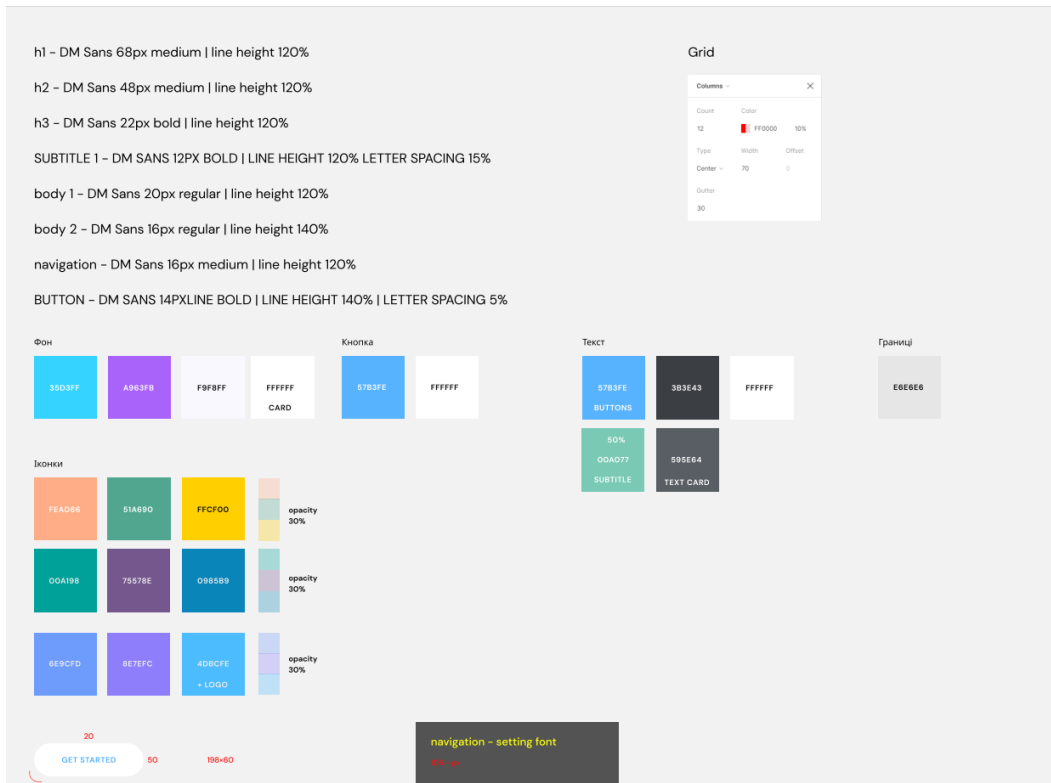 h1 - DM Sans 68px medium | line height 120%
h2 - DM Sans 48px medium | line height 120%
h3 - DM Sans 22px bold | line height 120%
SUBTITLE 1 - DM SANS 12PX BOLD | LINE HEIGHT 120% LETTER SPACING 15%
body 1 - DM Sans 20px regular | line height 120%
body 2 - DM Sans 16px regular | line height 140%
navigation - DM Sans 16px medium | line height 120%
BUTTON - DM SANS 14PXLINE BOLD | LINE HEIGHT 140% | LETTER SPACING 5%
Grid
Columns
Count Color
12 FF0000 10%
Type Width Offset
Center 70 0
Gutter
30
Фон
35D3FF
A963FB
F9F8FF
FFFFFF
CARD
Кнопка
57B3FE
FFFFFF
Текст
57B3FE
BUTTONS
3B3E43
FFFFFF
50%
00A077
SUBTITLE
595E64
TEXT CARD
Границі
E6E6E6
Іконки
FEAD86
51A690
FFCF00
opacity
30%
00A198
75578E
0985B9
opacity
30%
6E9CFD
8E7EFC
4DBCFE
+ LOGO
opacity
30%
20
GET STARTED
50
198×60
navigation - setting font